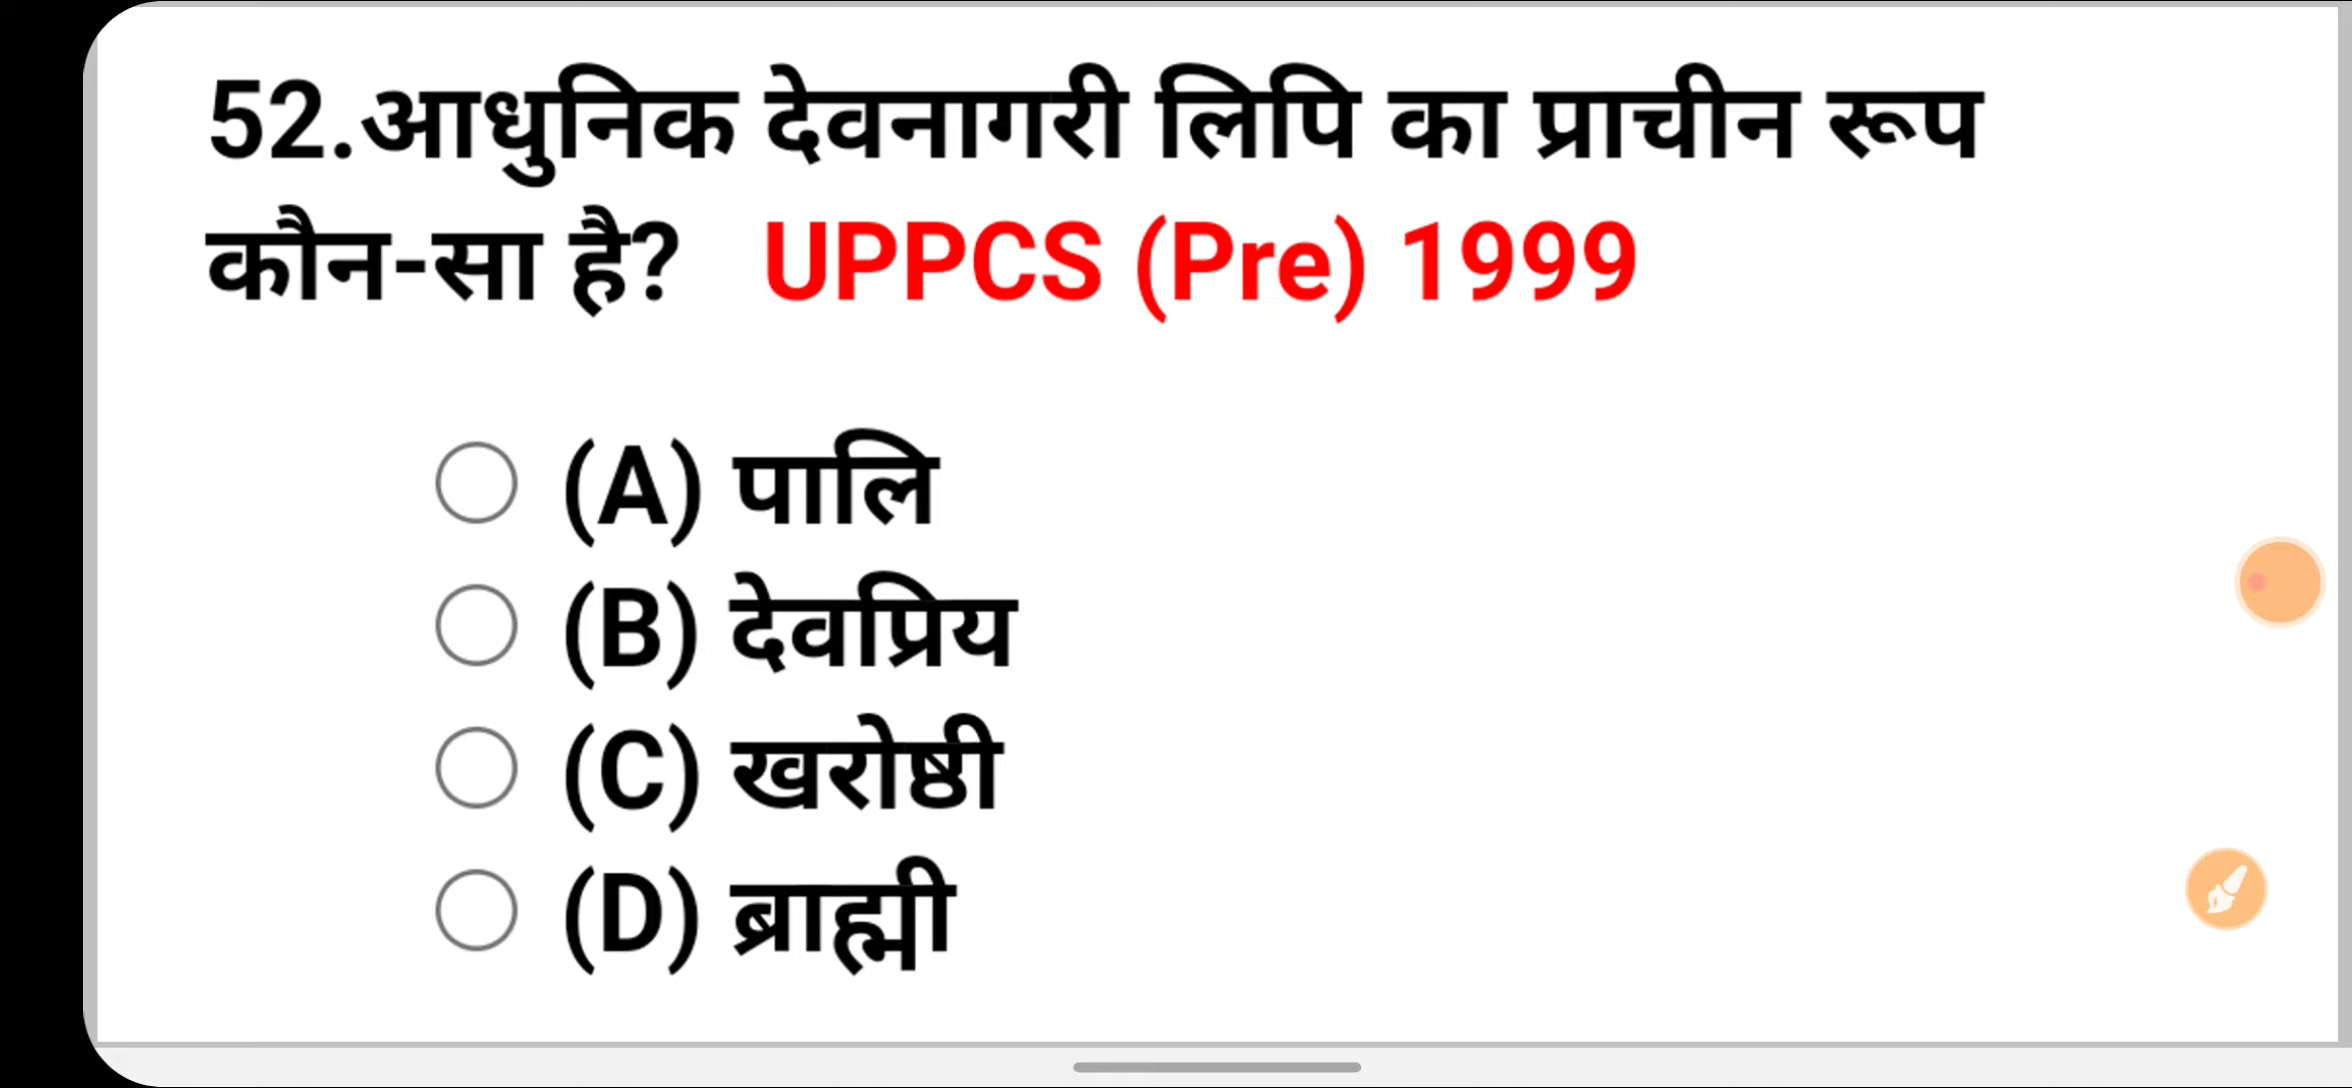 52.आधुनिक देवनागरी लिपि का प्राचीन रूप
कौन-सा है? UPPCS (Pre) 1999
(A) पालि
(B) देवप्रिय
(C) खरोष्ठी
(D) ब्राह्मी